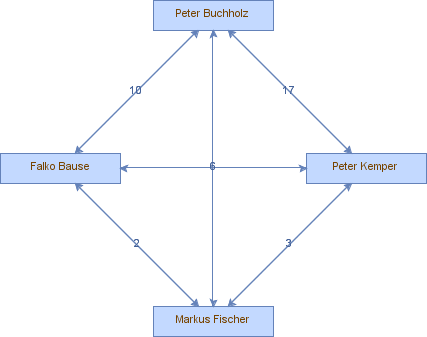 Peter Buchholz
10
17
Falko Bause
6
Peter Kemper
2
3
Markus Fischer